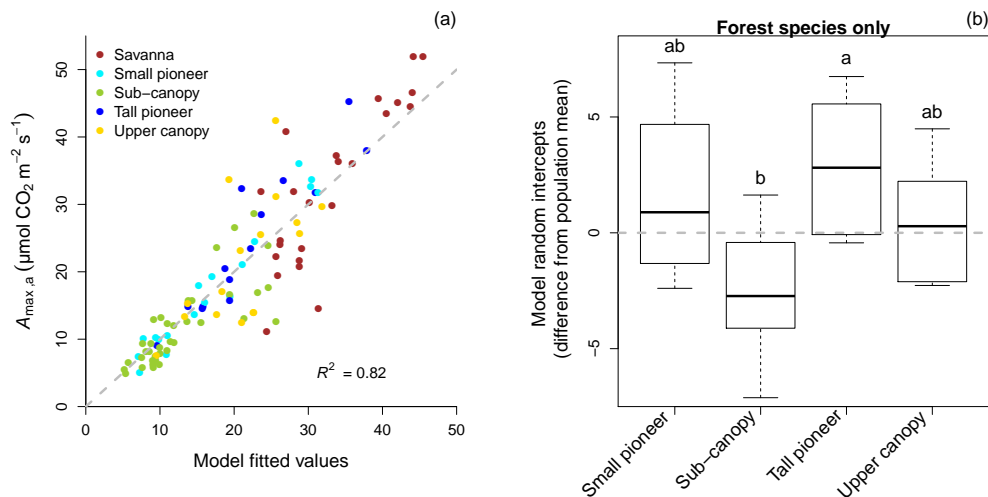 (a)
Savanna
Small pioneer
Sub−canopy
Tall pioneer
Upper canopy
50
40
30
20
10
0
Amax,a (µmol CO2 m−2 s−1)
R2 = 0.82
0 10 20 30 40 50
Model fitted values
(b)
Forest species only
ab
b
a
ab
5
0
−5
Model random intercepts
(difference from population mean)
Small pioneer
Sub−canopy
Tall pioneer
Upper canopy